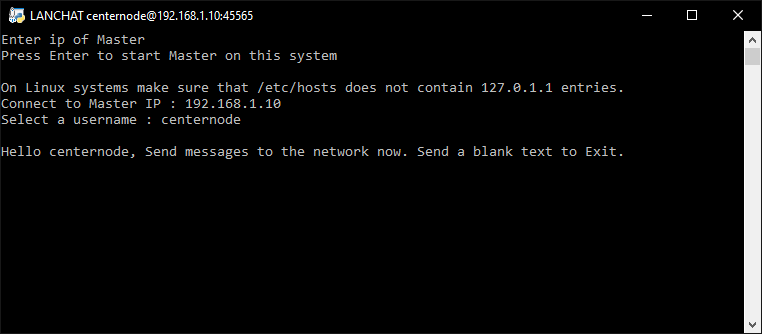 LANCHAT centernode@192.168.1.10:45565
Enter ip of Master
Press Enter to start Master on this system
On Linux systems make sure that /etc/hosts does not contain 127.0.1.1 entries.
Connect to Master IP : 192.168.1.10
Select a username : centernode
Hello centernode, Send messages to the network now. Send a blank text to Exit.